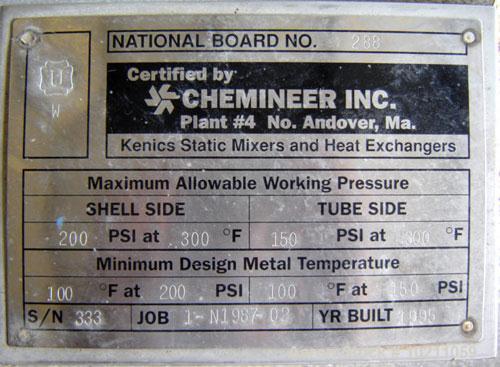 NATIONAL BOARD NO. 288
U
W
Certified by
CHEMINEER INC.
Plant #4 No. Andover, Ma.
Kenics Static Mixers and Heat Exchangers
Maximum Allowable Working Pressure
SHELL SIDE TUBE SIDE
200 PSI at 300 °F 150 PSI at 300 °F
Minimum Design Metal Temperature
100 °F at 200 PSI 100 °F at 150 PSI
S/N 333 JOB 1-N1987-02 YR BUILT 1995